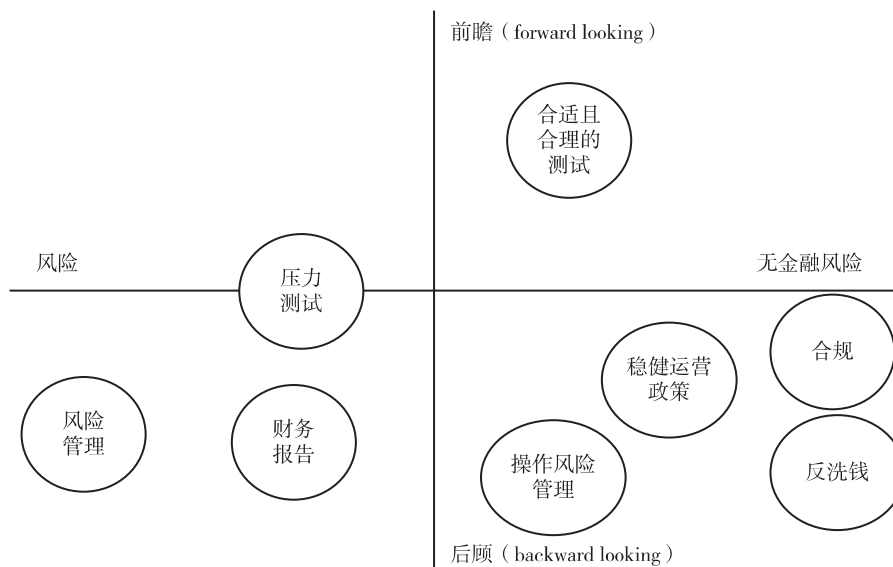 前瞻（forward looking）
合适且
合理的
测试
风险
无金融风险
压力
测试
合规
稳健运营
政策
风险
管理
财务
报告
操作风险
管理
反洗钱
后顾（backward looking）